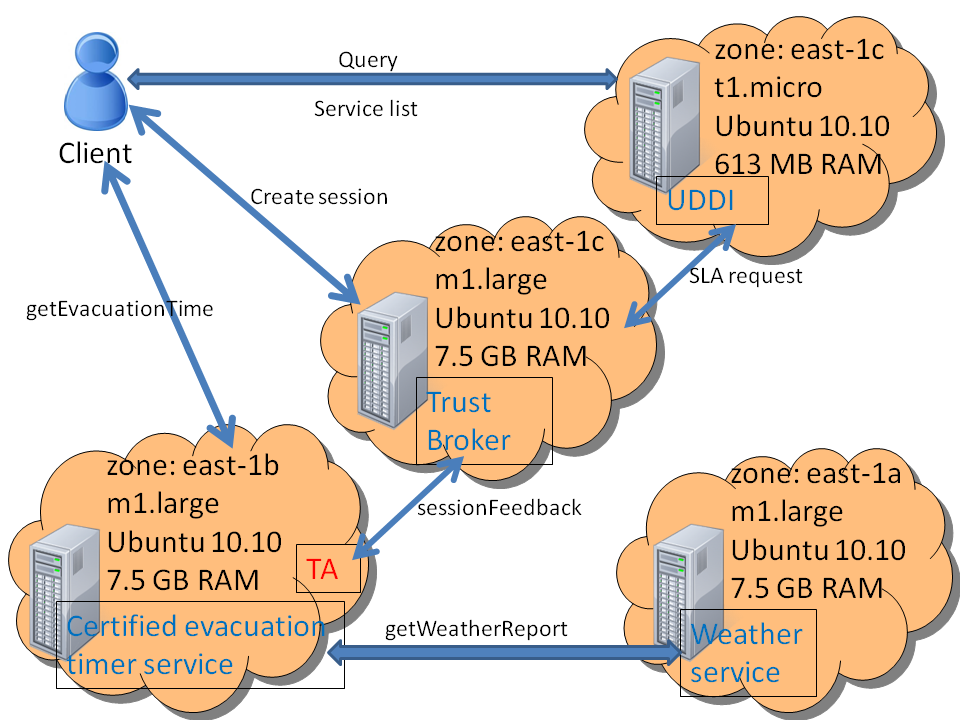 Query
Service list
Client
zone: east-1c
t1.micro
Ubuntu 10.10
613 MB RAM
UDDI
Create session
zone: east-1c
m1.large
Ubuntu 10.10
7.5 GB RAM
Trust
Broker
SLA request
getEvacuationTime
zone: east-1b
m1.large
Ubuntu 10.10
7.5 GB RAM
TA
Certified evacuation
timer service
sessionFeedback
getWeatherReport
zone: east-1a
m1.large
Ubuntu 10.10
7.5 GB RAM
Weather
service